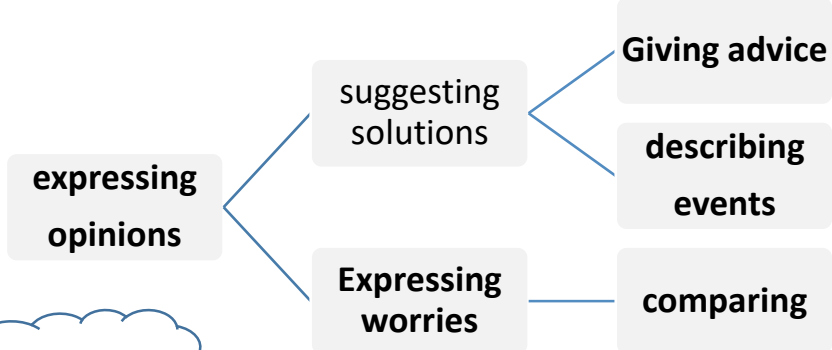 expressing
opinions
suggesting
solutions
Giving advice
describing
events
Expressing
worries
comparing